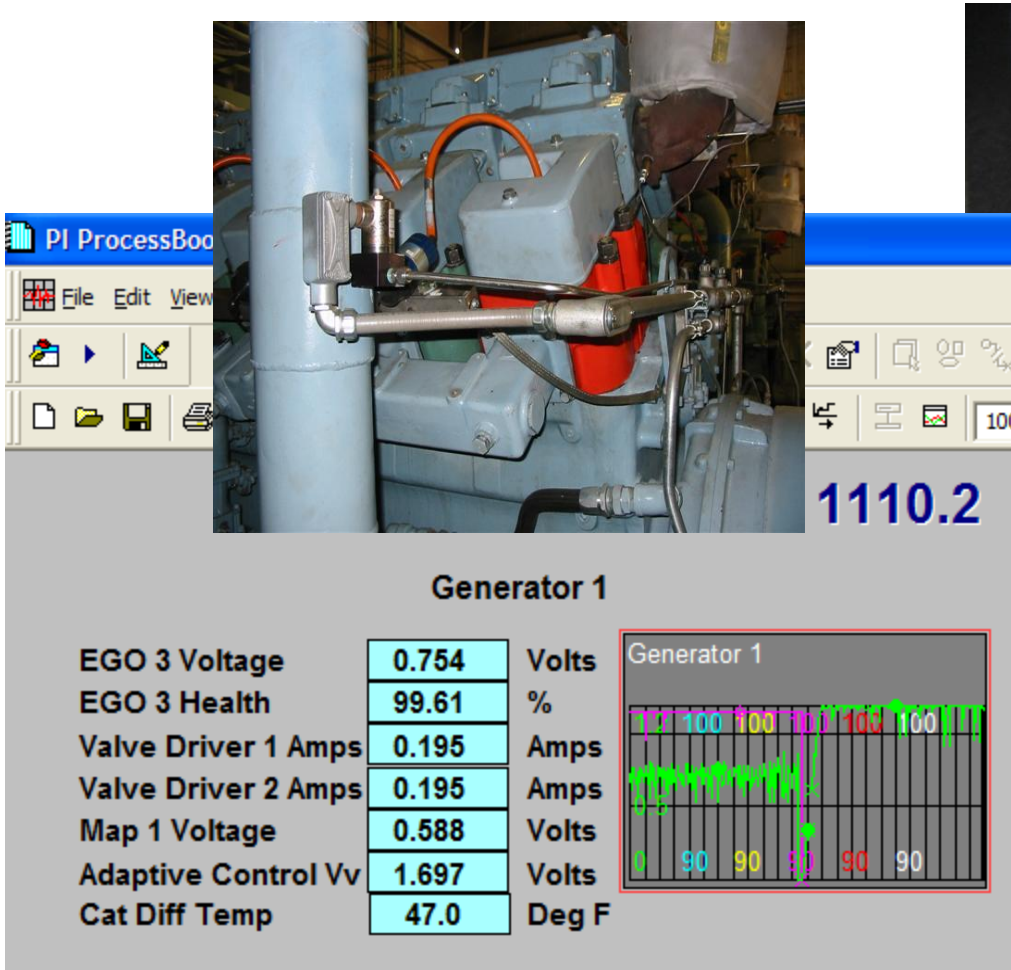 PI ProcessBoo
File Edit View
100
1110.2
Generator 1
EGO 3 Voltage 0.754 Volts
EGO 3 Health 99.61 %
Valve Driver 1 Amps 0.195 Amps
Valve Driver 2 Amps 0.195 Amps
Map 1 Voltage 0.588 Volts
Adaptive Control Vv 1.697 Volts
Cat Diff Temp 47.0 Deg F
Generator 1
100 100 100 100
0.5
0 90 90 90 90